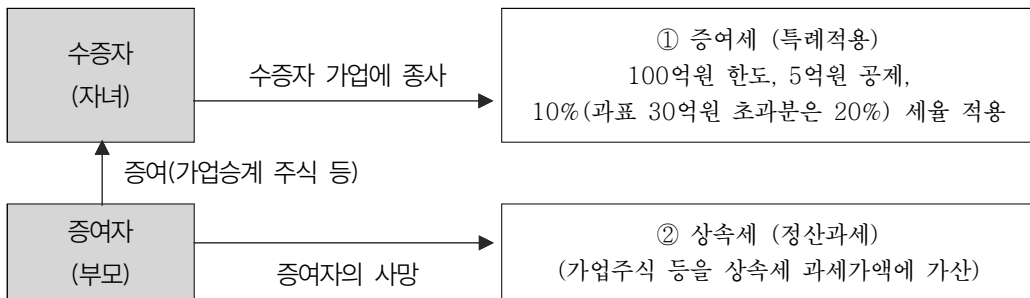 수증자
(자녀)
수증자 가업에 종사
① 증여세 (특례적용)
100억원 한도, 5억원 공제,
10%(과표 30억원 초과분은 20%) 세율 적용
증여(가업승계 주식 등)
증여자
(부모)
증여자의 사망
② 상속세 (정산과세)
(가업주식 등을 상속세 과세가액에 가산)